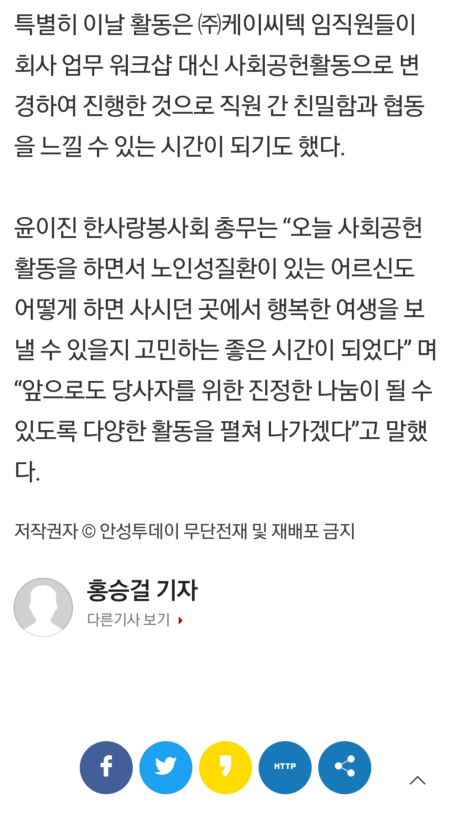 특별히 이날 활동은 ㈜케이씨텍 임직원들이
회사 업무 워크샵 대신 사회공헌활동으로 변
경하여 진행한 것으로 직원 간 친밀함과 협동
을 느낄 수 있는 시간이 되기도 했다.
윤이진 한사랑봉사회 총무는 “오늘 사회공헌
활동을 하면서 노인성질환이 있는 어르신도
어떻게 하면 사시던 곳에서 행복한 여생을 보
낼 수 있을지 고민하는 좋은 시간이 되었다” 며
“앞으로도 당사자를 위한 진정한 나눔이 될 수
있도록 다양한 활동을 펼쳐 나가겠다”고 말했
다.
저작권자 © 안성투데이 무단전재 및 재배포 금지
홍승걸 기자
다른기사 보기
HTTP